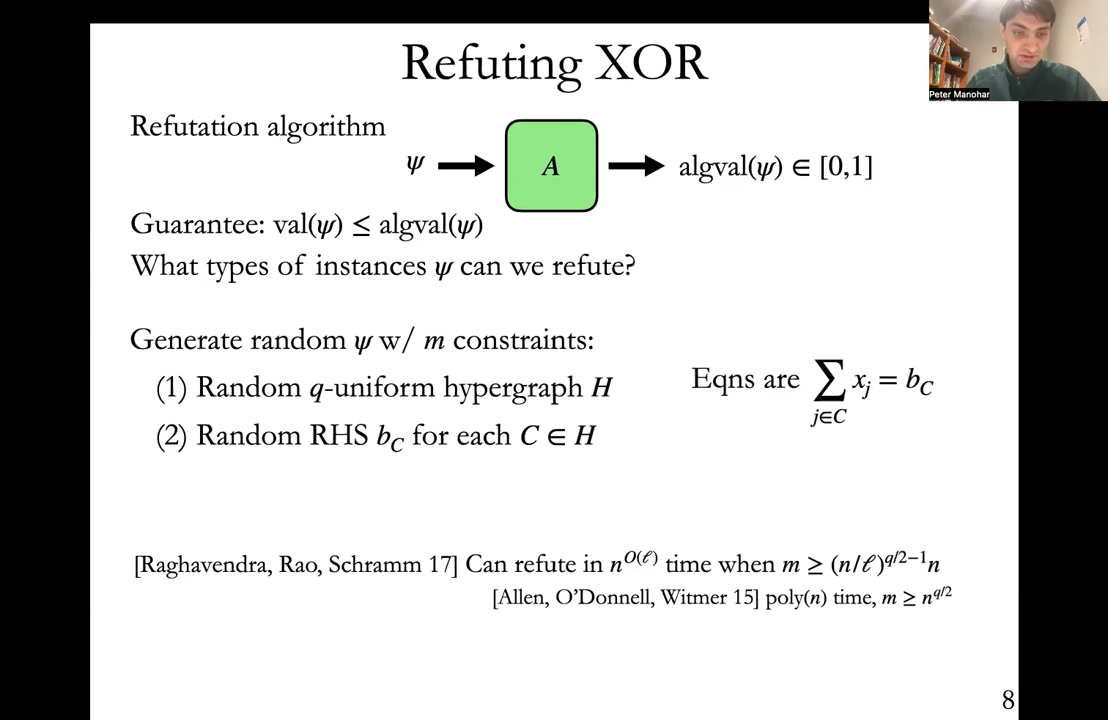 Refuting XOR
Peter Manohar
Refutation algorithm
ψ A algval(ψ) ∈ [0,1]
Guarantee: val(ψ) ≤ algval(ψ)
What types of instances ψ can we refute?
Generate random ψ w/ m constraints:
(1) Random q-uniform hypergraph H
Eqns are ∑_{j∈C} x_j = b_C
(2) Random RHS b_C for each C ∈ H
[Raghavendra, Rao, Schramm 17] Can refute in n^{O(ℓ)} time when m ≥ (n/ℓ)^{q/2−1}n
[Allen, O’Donnell, Witmer 15] poly(n) time, m ≥ n^{q/2}
8